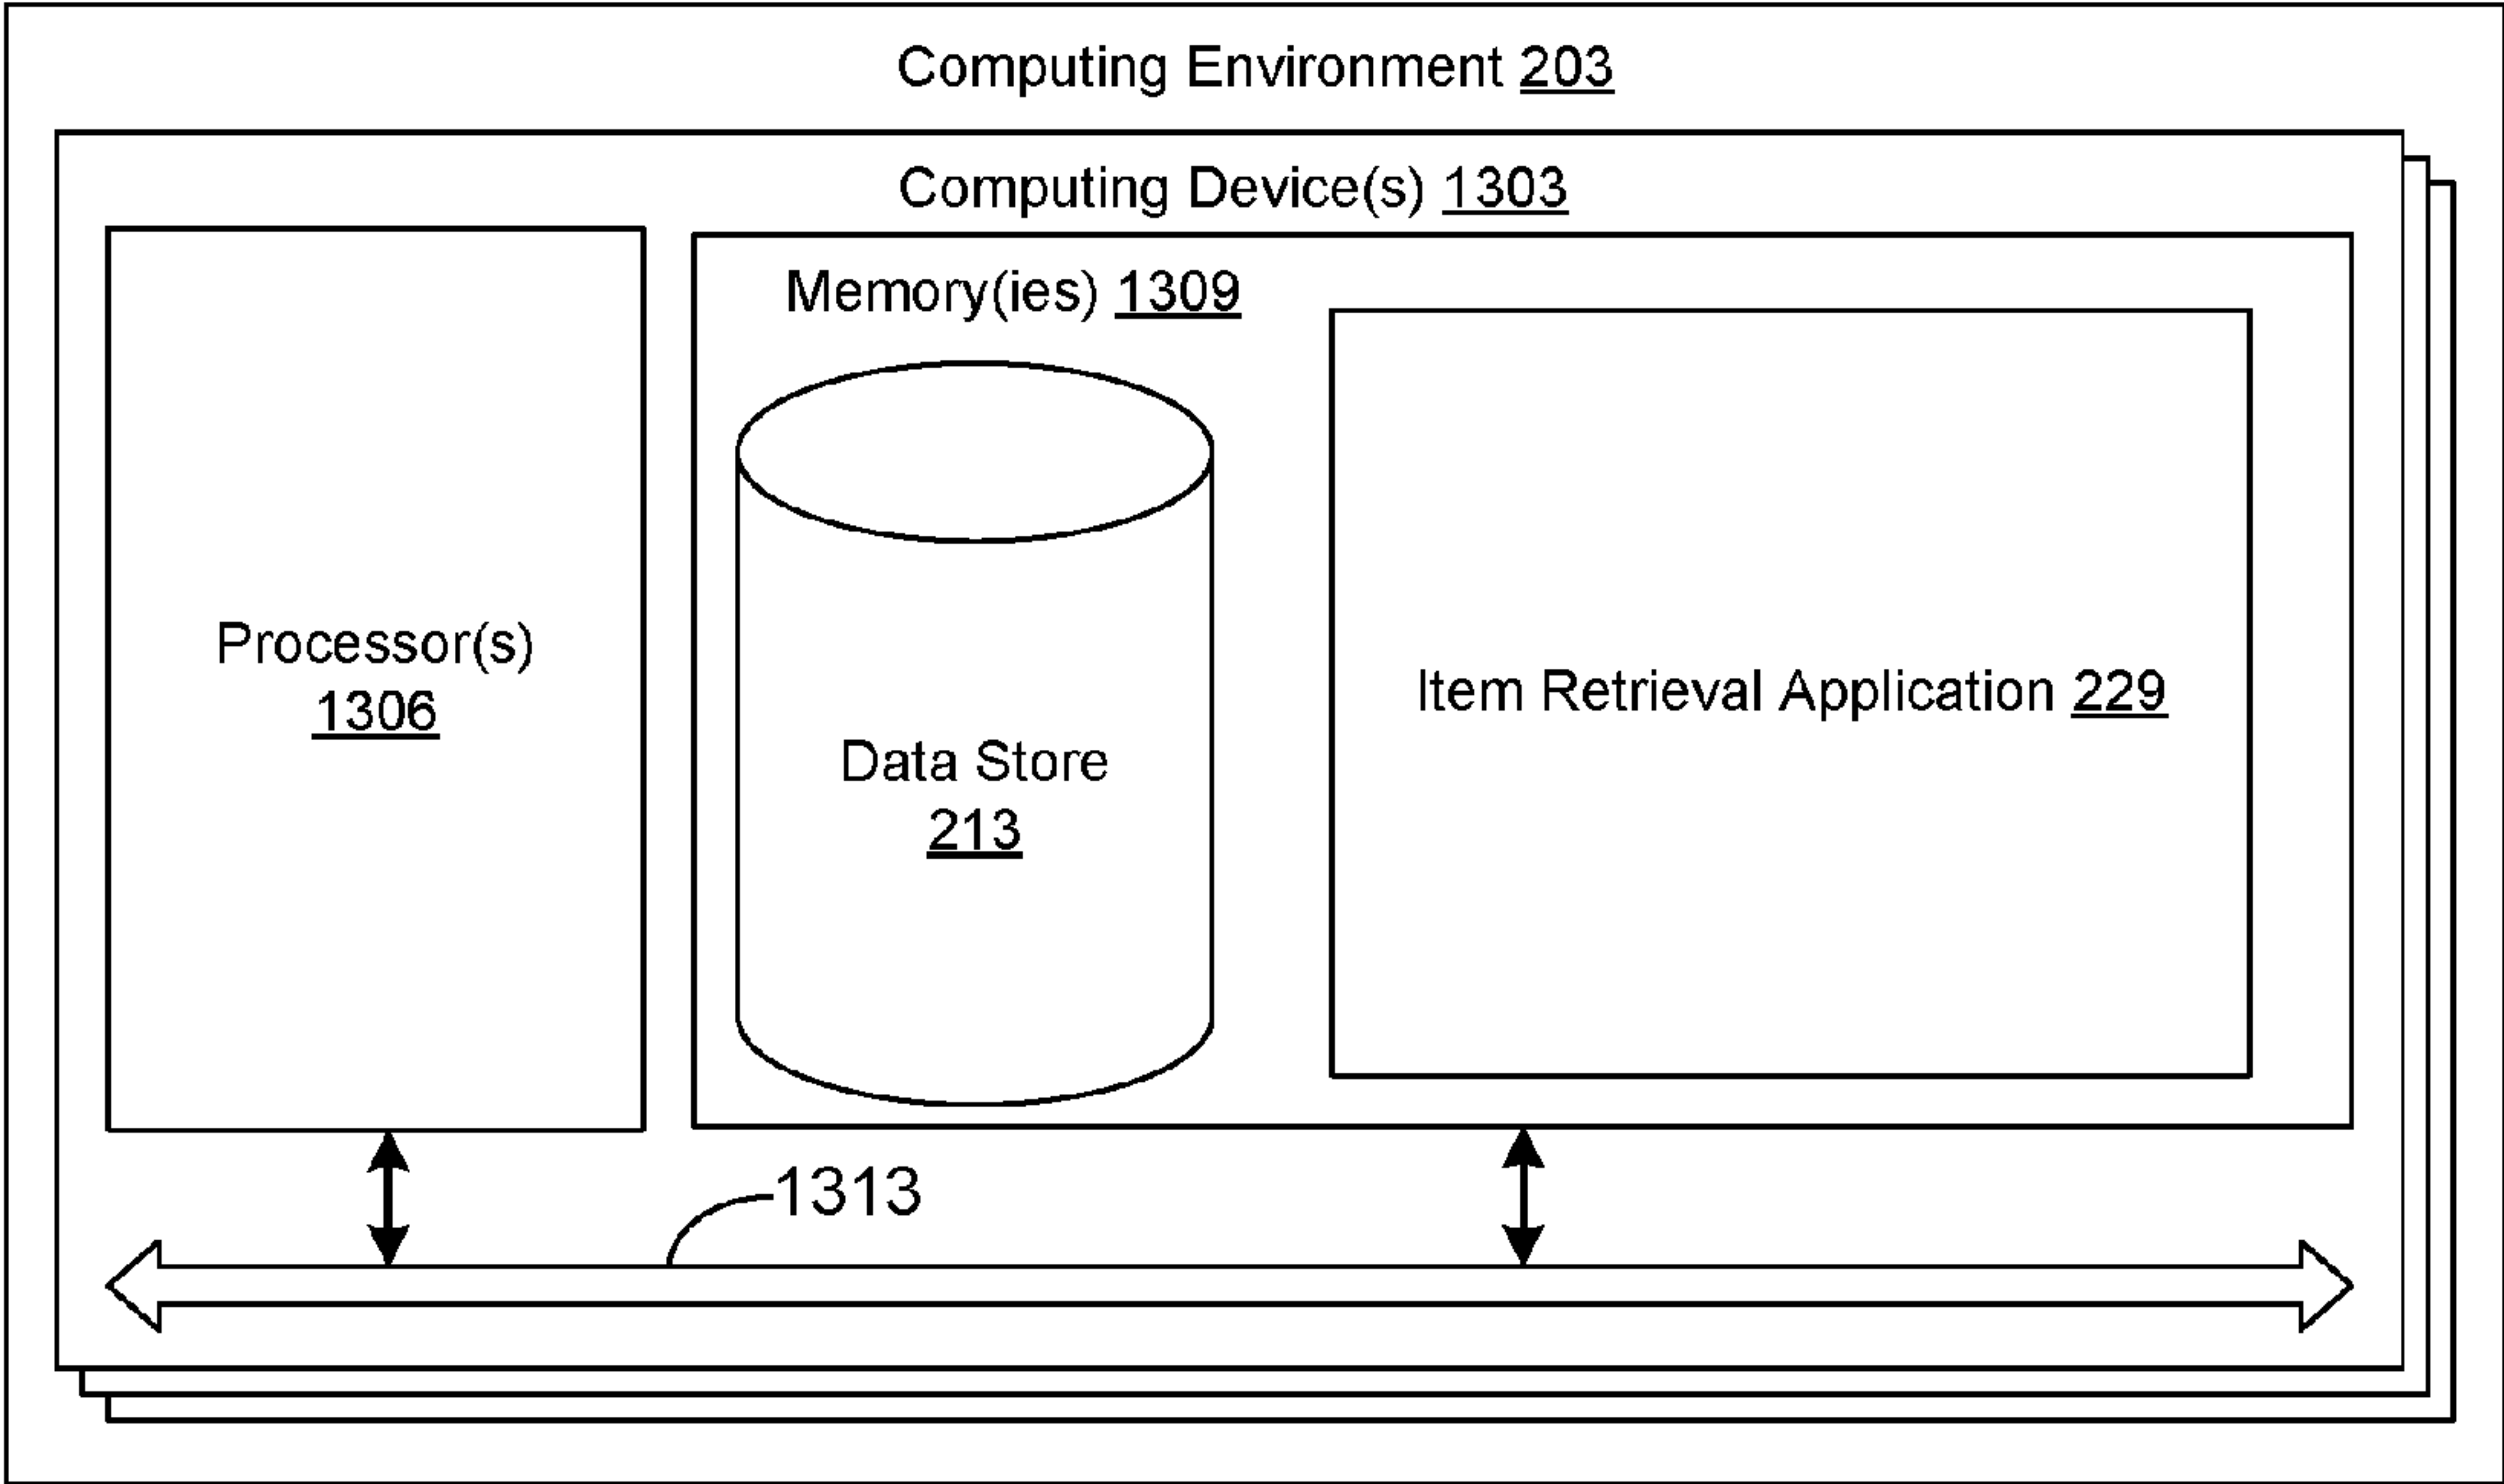 Computing Environment 203
Computing Device(s) 1303
Memory(ies) 1309
Processor(s)
1306
Data Store
213
Item Retrieval Application 229
1313